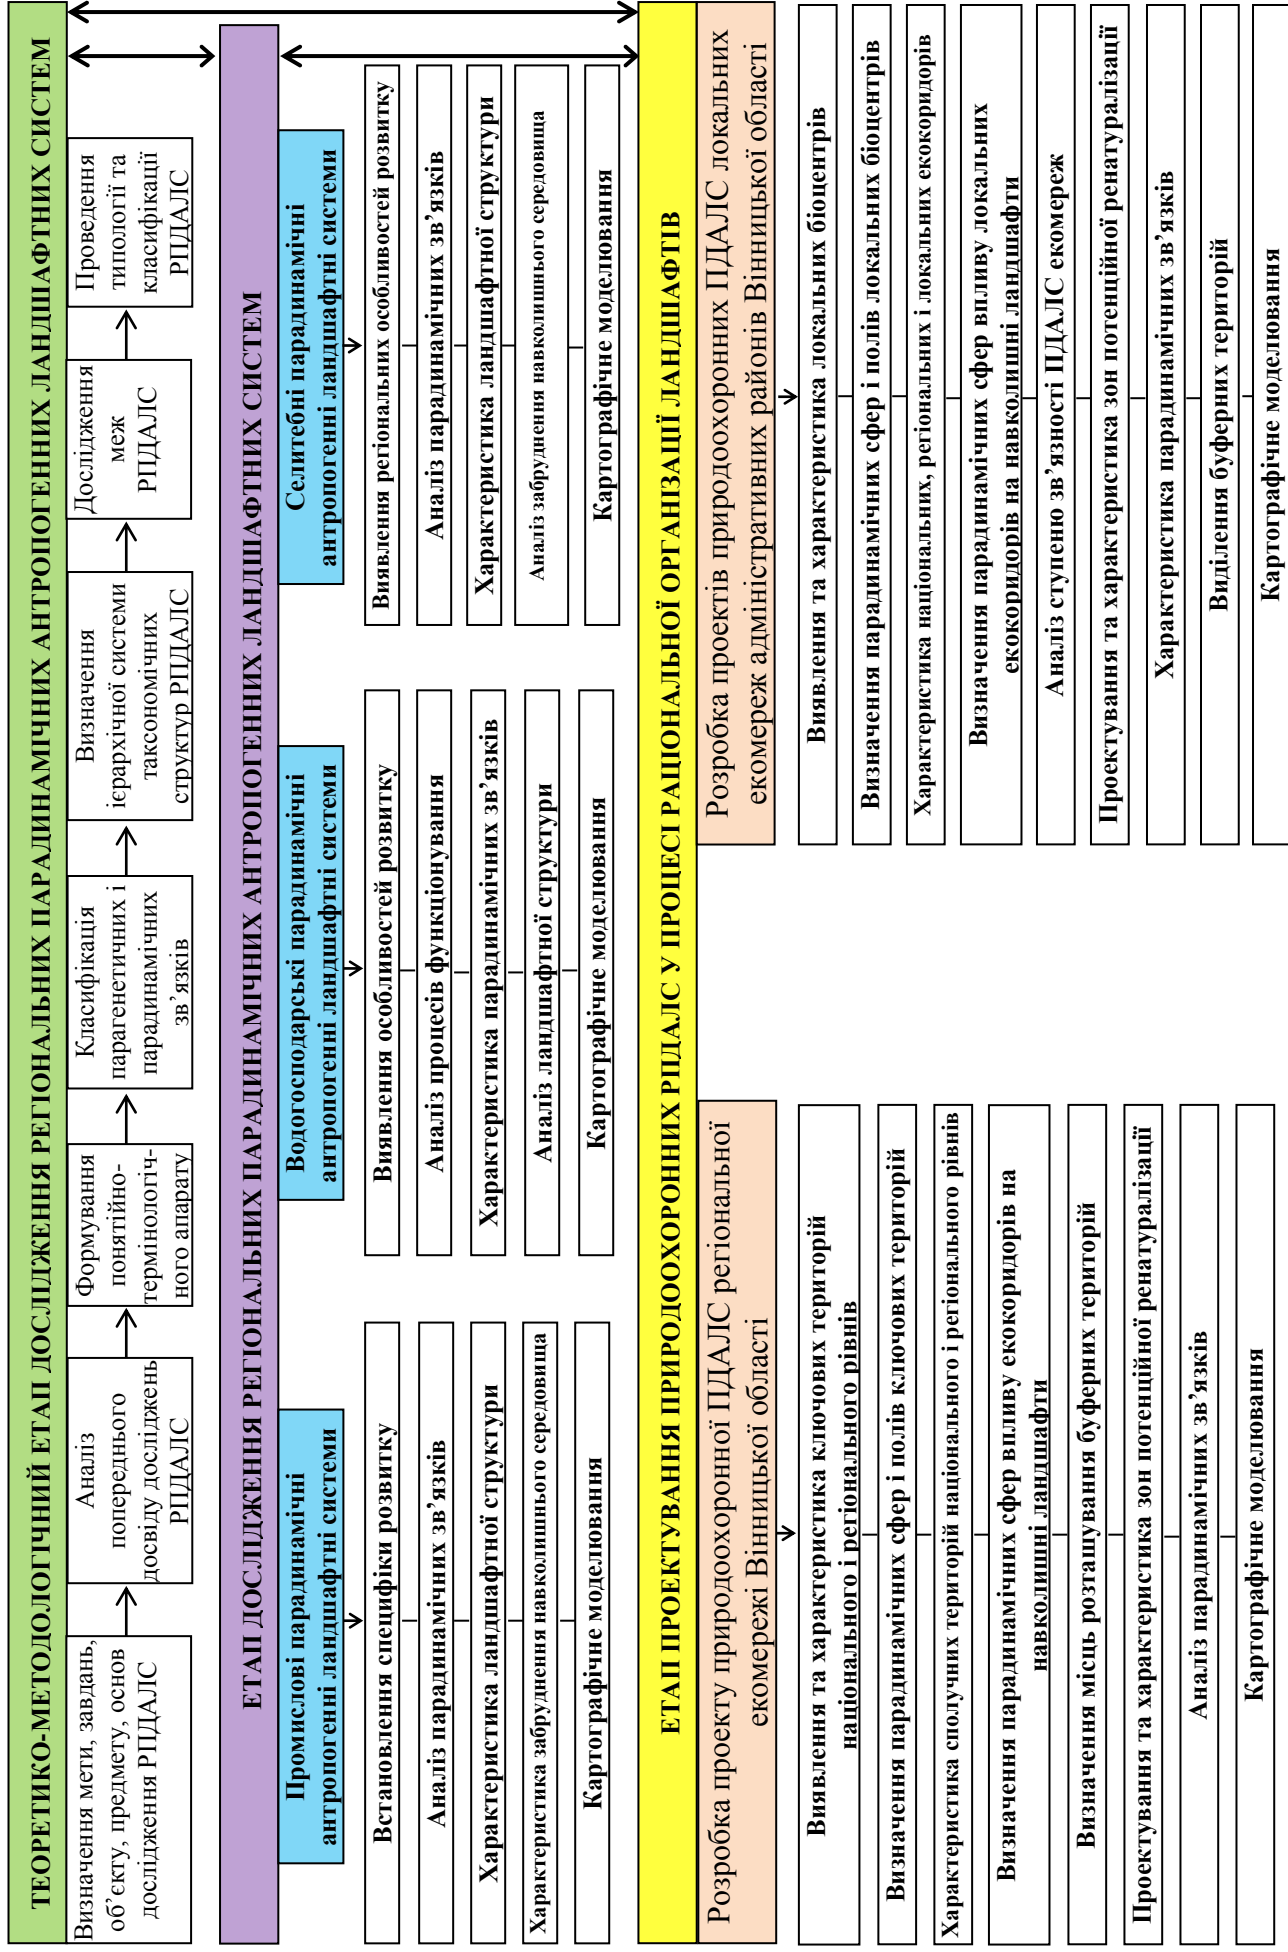 ТЕОРЕТИКО-МЕТОДОЛОГІЧНИЙ ЕТАП ДОСЛІДЖЕННЯ РЕГІОНАЛЬНИХ ПАРАДИНАМІЧНИХ АНТРОПОГЕННИХ ЛАНДШАФТНИХ СИСТЕМ
Визначення мети, завдань,
об’єкту, предмету, основ
дослідження РПДАЛС
Аналіз
попереднього
досвіду досліджень
РПДАЛС
Формування
понятійно-
термінологіч-
ного апарату
Класифікація
парагенетичних і
парадинамічних
зв’язків
Визначення
ієрархічної системи
таксономічних
структур РПДАЛС
Дослідження
меж
РПДАЛС
Проведення
типології та
класифікації
РПДАЛС
ЕТАП ДОСЛІДЖЕННЯ РЕГІОНАЛЬНИХ ПАРАДИНАМІЧНИХ АНТРОПОГЕННИХ ЛАНДШАФТНИХ СИСТЕМ
Промислові парадинамічні
антропогенні ландшафтні системи
Встановлення специфіки розвитку
Аналіз парадинамічних зв’язків
Характеристика ландшафтної структури
Характеристика забруднення навколишнього середовища
Картографічне моделювання
Водогосподарські парадинамічні
антропогенні ландшафтні системи
Виявлення особливостей розвитку
Аналіз процесів функціонування
Характеристика парадинамічних зв’язків
Аналіз ландшафтної структури
Картографічне моделювання
Селитебні парадинамічні
антропогенні ландшафтні системи
Виявлення регіональних особливостей розвитку
Аналіз парадинамічних зв’язків
Характеристика ландшафтної структури
Аналіз забруднення навколишнього середовища
Картографічне моделювання
ЕТАП ПРОЕКТУВАННЯ ПРИРОДООХОРОННИХ РПДАЛС У ПРОЦЕСІ РАЦІОНАЛЬНОЇ ОРГАНІЗАЦІЇ ЛАНДШАФТІВ
Розробка проекту природоохоронної ПДАЛС регіональної
екомережі Вінницької області
Виявлення та характеристика ключових територій
національного і регіонального рівнів
Визначення парадинамічних сфер і полів ключових територій
Характеристика сполучних територій національного і регіонального рівнів
Визначення парадинамічних сфер впливу екокоридорів на
навколишні ландшафти
Визначення місць розташування буферних територій
Проектування та характеристика зон потенційної ренатуралізації
Аналіз парадинамічних зв’язків
Картографічне моделювання
Розробка проектів природоохоронних ПДАЛС локальних
екомереж адміністративних районів Вінницької області
Виявлення та характеристика локальних біоцентрів
Визначення парадинамічних сфер і полів локальних біоцентрів
Характеристика національних, регіональних і локальних екокоридорів
Визначення парадинамічних сфер впливу локальних
екокоридорів на навколишні ландшафти
Аналіз ступеню зв’язності ПДАЛС екомереж
Проектування та характеристика зон потенційної ренатуралізації
Характеристика парадинамічних зв’язків
Виділення буферних територій
Картографічне моделювання